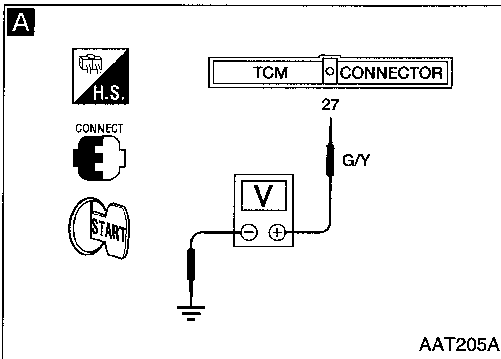 A
H.S.
TCM CONNECTOR
27
CONNECT
G/Y
START
V
− +
AAT205A